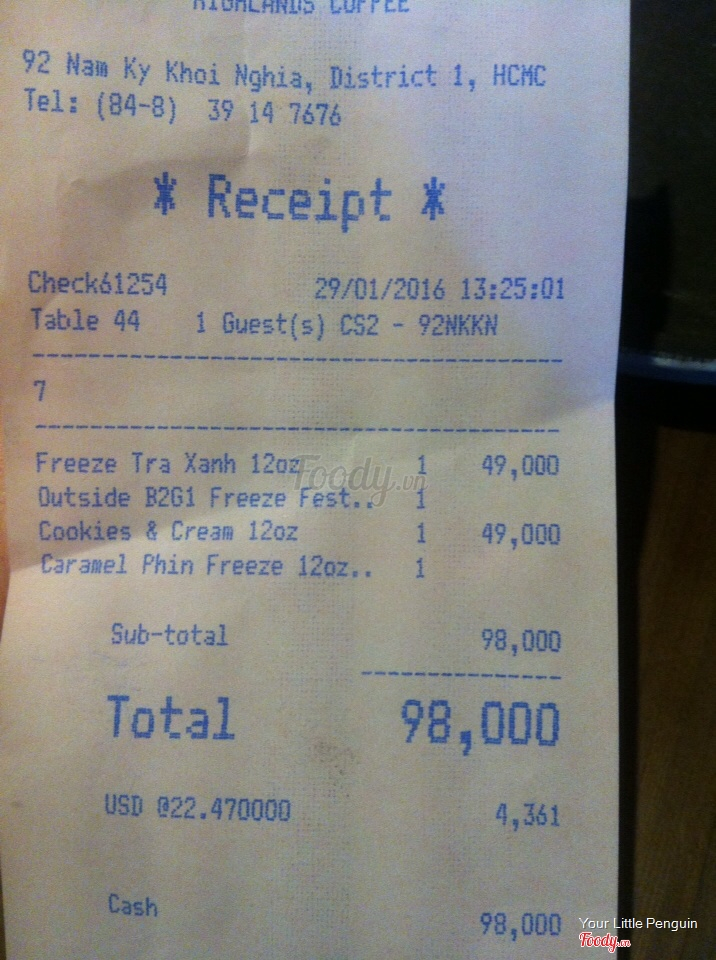 HIGHLANDS COFFEE
92 Nam Ky Khoi Nghia, District 1, HCMC
Tel: (84-8) 39 14 7676
* Receipt *
Check61254 29/01/2016 13:25:01
Table 44 1 Guest(s) CS2 - 92NKKN
7
Freeze Tra Xanh 12oz 1 49,000
Outside B2G1 Freeze Fest.. 1
Cookies & Cream 12oz 1 49,000
Caramel Phin Freeze 12oz.. 1
Foody.vn
Sub-total 98,000
Total 98,000
USD @22.470000 4,361
Cash 98,000
Your Little Penguin
Foody.vn